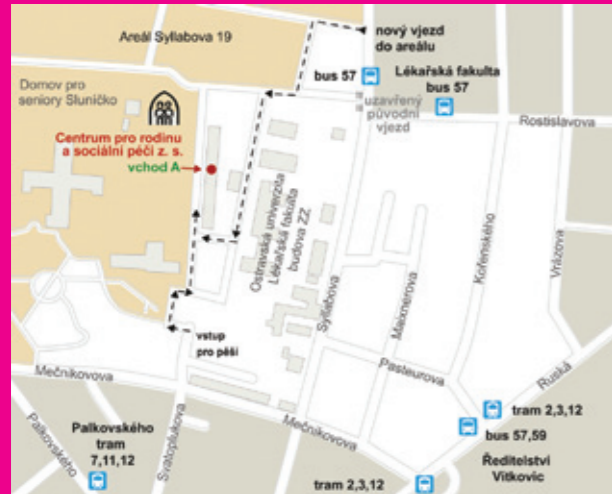 Areál Syllabova 19
nový vjezd
do areálu
bus 57
Lékařská fakulta
bus 57
Domov pro
seniory Sluníčko
uzavřený
původní
vjezd
Rostislavova
Centrum pro rodinu
a sociální péči z. s.
vchod A
Ostravská univerzita
Lékařská fakulta
budova ZZ
Syllabova
Meixnerova
Kořenského
Vrázova
vstup
pro pěší
Pasteurova
Ruská
Mečnikovova
Mečnikovova
Palkovského
Svatoplukova
Palkovského
tram
7,11,12
tram 2,3,12
bus 57,59
Ředitelství
Vítkovic
tram 2,3,12